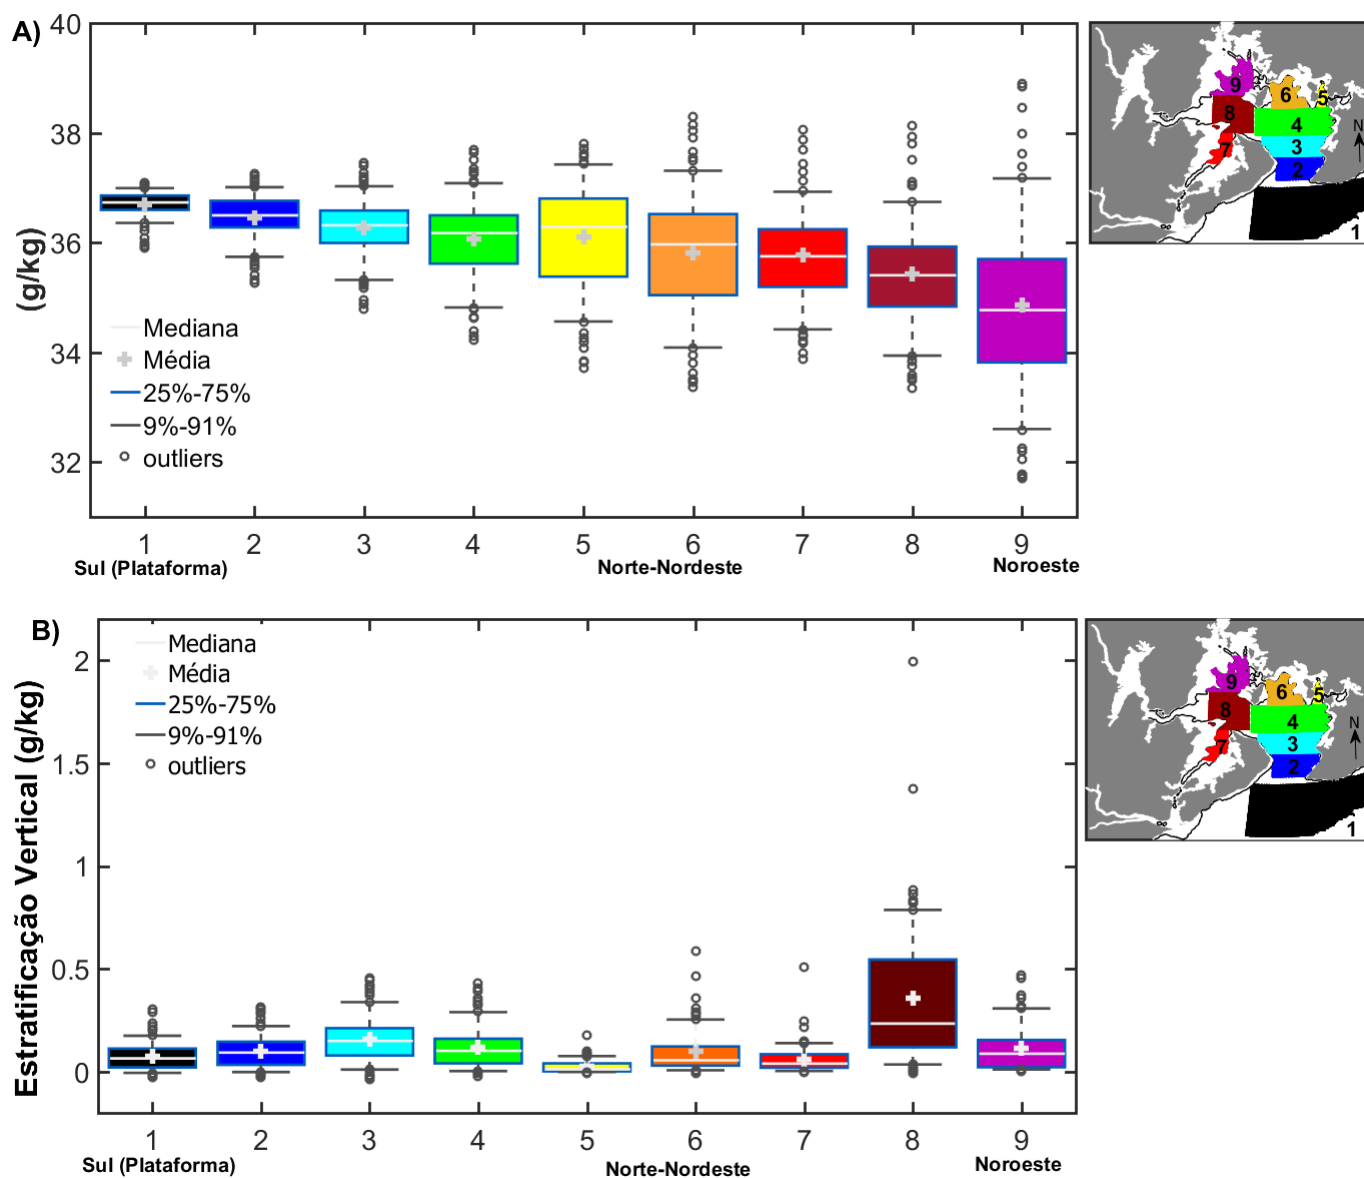 A)
40
38
36
34
32
(g/kg)
Mediana
Média
25%-75%
9%-91%
outliers
1 2 3 4 5 6 7 8 9
Sul (Plataforma) Norte-Nordeste Noroeste
9
6
5
8
4
N
7
3
2
1
B)
2
1.5
1
0.5
0
Estratificação Vertical (g/kg)
Mediana
Média
25%-75%
9%-91%
outliers
1 2 3 4 5 6 7 8 9
Sul (Plataforma) Norte-Nordeste Noroeste
9
6
5
8
4
N
7
3
2
1